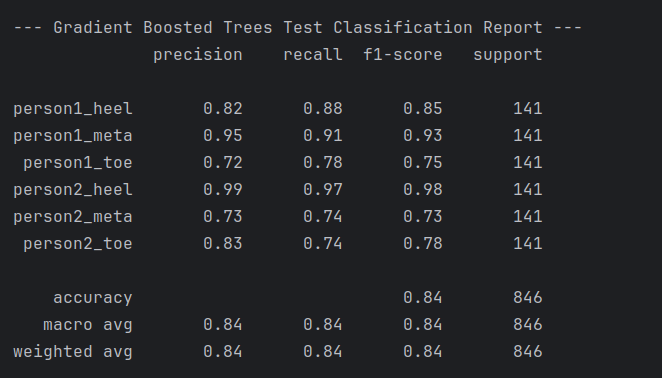 --- Gradient Boosted Trees Test Classification Report ---
precision recall f1-score support
person1_heel 0.82 0.88 0.85 141
person1_meta 0.95 0.91 0.93 141
person1_toe 0.72 0.78 0.75 141
person2_heel 0.99 0.97 0.98 141
person2_meta 0.73 0.74 0.73 141
person2_toe 0.83 0.74 0.78 141
accuracy 0.84 846
macro avg 0.84 0.84 0.84 846
weighted avg 0.84 0.84 0.84 846